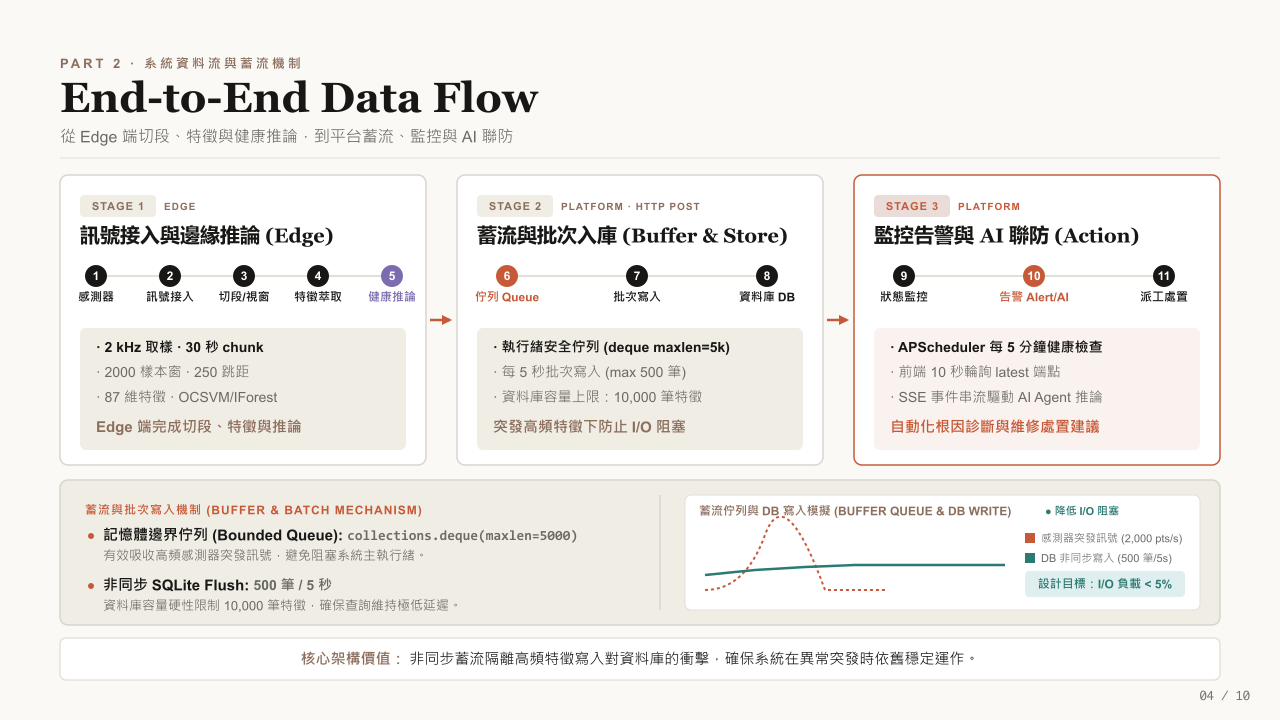 PART 2 · 系統資料流與蓄流機制
End-to-End Data Flow
從 Edge 端切段、特徵與健康推論 · 到平台蓄流、監控與 AI 聯防
STAGE 1 EDGE
訊號接入與邊緣推論 (Edge)
1 2 3 4 5
感測器 訊號接入 切段/視窗 特徵萃取 健康推論
· 2 kHz 取樣 · 30 秒 chunk
· 2000 樣本窗 · 250 跳距
· 87 維特徵 · OCSVM/IForest
Edge 端完成切段、特徵與推論
STAGE 2 PLATFORM · HTTP POST
蓄流與批次入庫 (Buffer & Store)
6 7 8
佇列 Queue 批次寫入 資料庫 DB
· 執行緒安全佇列 (deque maxlen=5k)
· 每 5 秒批次寫入 (max 500 筆)
· 資料庫容量上限：10,000 筆特徵
突發高頻特徵下防止 I/O 阻塞
STAGE 3 PLATFORM
監控告警與 AI 聯防 (Action)
9 10 11
狀態監控 告警 Alert/AI 派工處置
· APScheduler 每 5 分鐘健康檢查
· 前端 10 秒輪詢 latest 端點
· SSE 事件串流驅動 AI Agent 推論
自動化根因診斷與維修處置建議
蓄流與批次寫入機制 (BUFFER & BATCH MECHANISM)
● 記憶體邊界佇列 (Bounded Queue): collections.deque(maxlen=5000)
有效吸收高頻感測器突發訊號，避免阻塞系統主執行緒。
● 非同步 SQLite Flush: 500 筆 / 5 秒
資料庫容量硬性限制 10,000 筆特徵，確保查詢維持極低延遲。
蓄流佇列與 DB 寫入模擬 (BUFFER QUEUE & DB WRITE)
● 降低 I/O 阻塞
感測器突發訊號 (2,000 pts/s)
DB 非同步寫入 (500 筆/5s)
設計目標：I/O 負載 < 5%
核心架構價值： 非同步蓄流隔離高頻特徵寫入對資料庫的衝擊，確保系統在異常突發時依舊穩定運作。
04 / 10